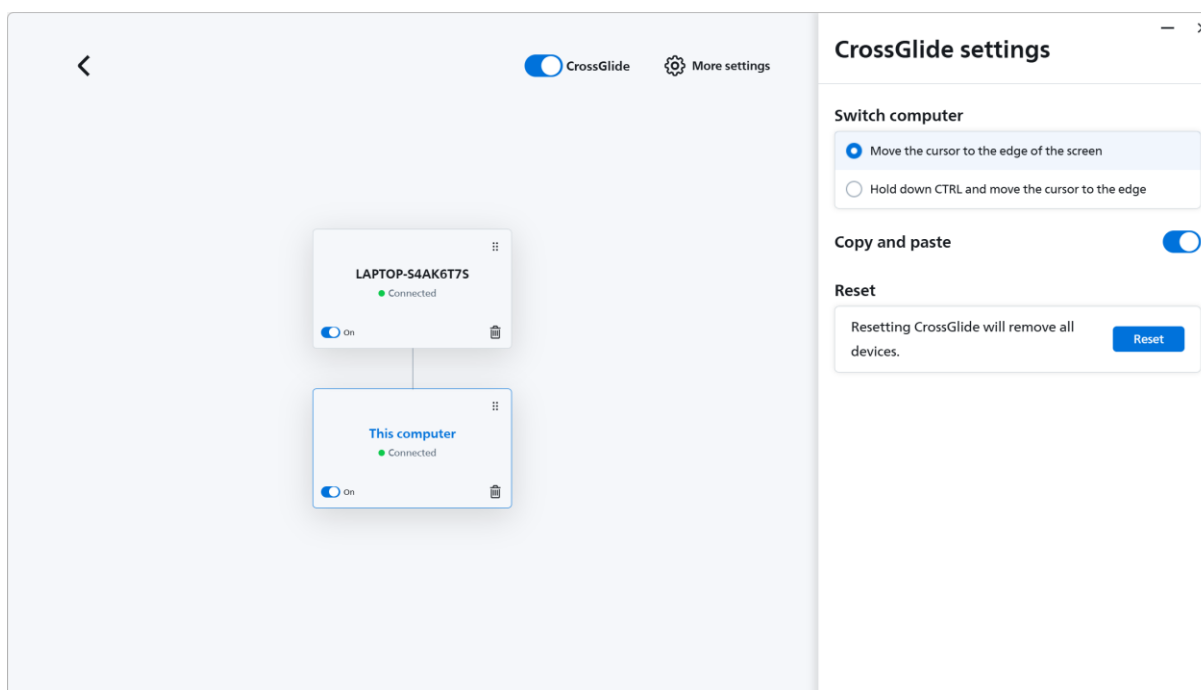 CrossGlide
More settings
LAPTOP-S4AK6T7S
Connected
On
This computer
Connected
On
CrossGlide settings
Switch computer
Move the cursor to the edge of the screen
Hold down CTRL and move the cursor to the edge
Copy and paste
Reset
Resetting CrossGlide will remove all
devices.
Reset